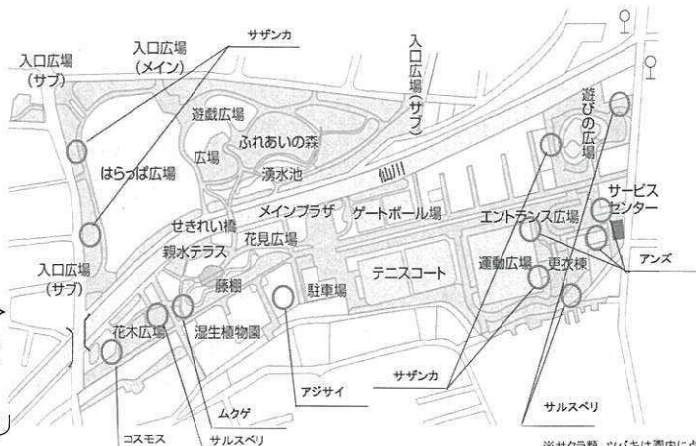 サザンカ
入口広場
(サブ)
入口広場
(メイン)
入口広場(サブ)
遊戯広場
ふれあいの森
広場
はらっぱ広場
湧水池
仙川
遊びの広場
サービス
センター
メインプラザ
ゲートボール場
エントランス広場
せきれい橋
花見広場
親水テラス
アンズ
入口広場
(サブ)
テニスコート
運動広場
更衣棟
藤棚
駐車場
花木広場
湿生植物園
アジサイ
サザンカ
サルスベリ
ムクゲ
コスモス
サルスベリ